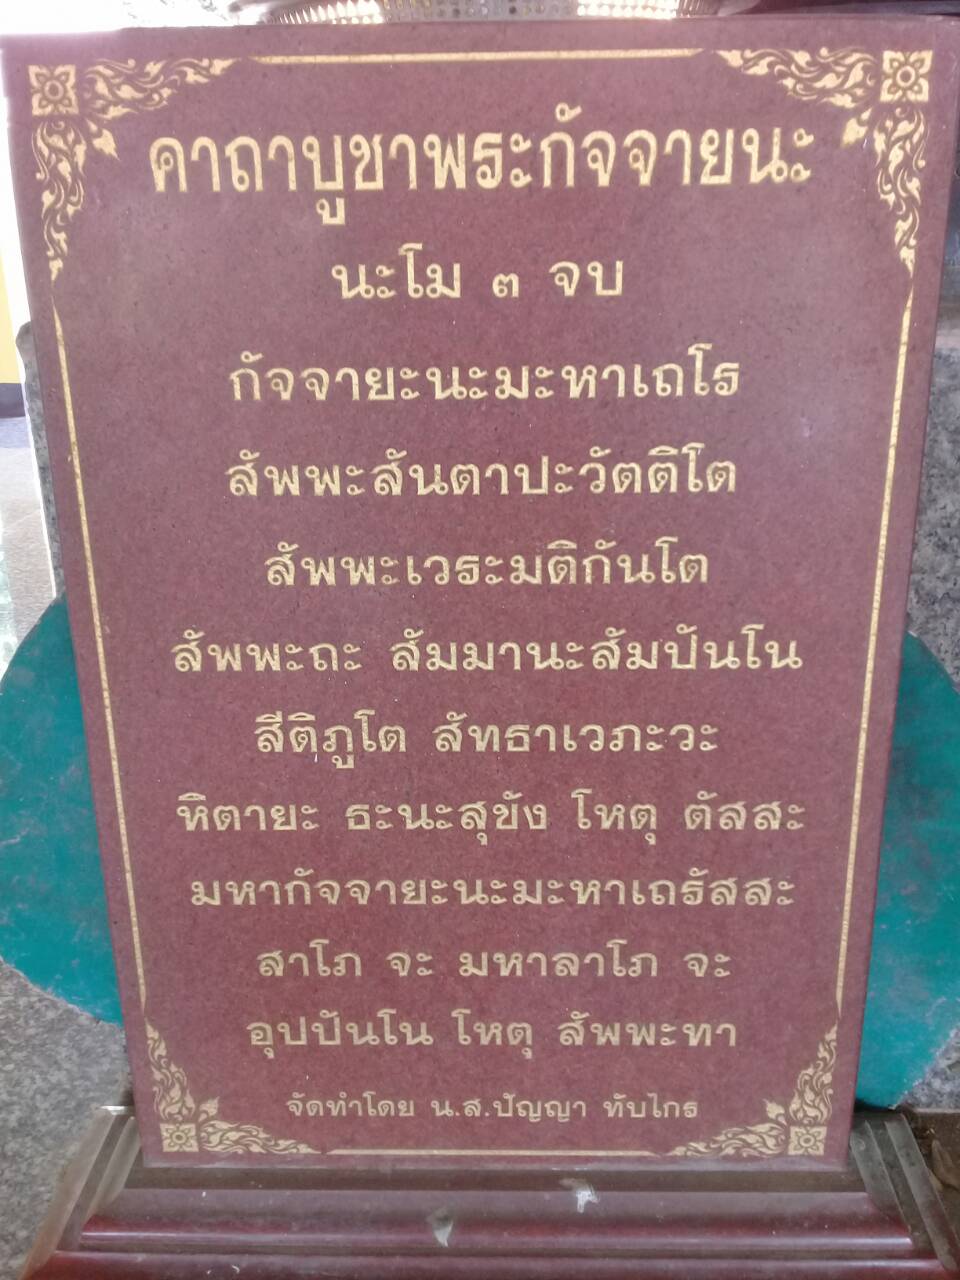 คาถาบูชาพระกัจจายนะ
นะโม ๓ จบ
กัจจายะนะมะหาเถโร
สัพพะสันตาปะวัตติโต
สัพพะเวระมติกันโต
สัพพะถะ สัมมานะสัมปันโน
สีติภูโต สัทธาเวภะวะ
หิตายะ ธะนะสุขัง โหตุ ตัสสะ
มหากัจจายะนะมะหาเถรัสสะ
สาโภ จะ มหาลาโภ จะ
อุปปันโน โหตุ สัพพะทา
จัดทำโดย น.ส.ปัญญา ทับไกร